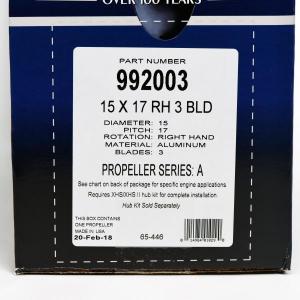 OVER 100 YEARS
PART NUMBER
992003
15 X 17 RH 3 BLD
DIAMETER: 15
PITCH: 17
ROTATION: RIGHT HAND
MATERIAL: ALUMINUM
BLADES: 3
PROPELLER SERIES: A
See chart on back of package for specific engine applications.
Requires XHS/XHS II hub kit for complete installation.
Hub Kit Sold Separately
THIS BOX CONTAINS
ONE PROPELLER
MADE IN USA
20-Feb-18
65-446